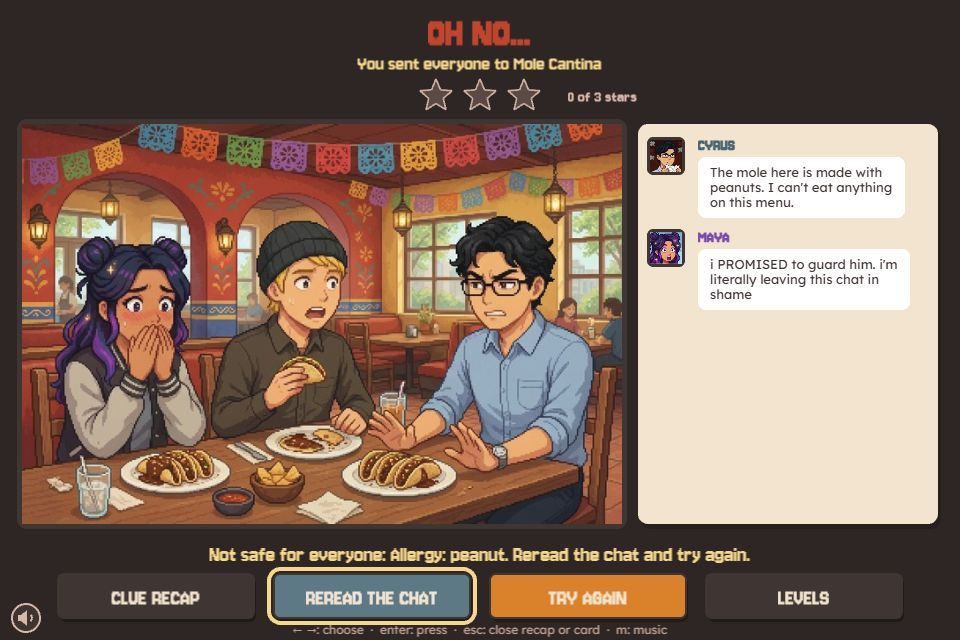 OH NO...
You sent everyone to Mole Cantina
0 of 3 stars
CYRUS
The mole here is made with
peanuts. I can't eat anything
on this menu.
MAYA
i PROMISED to guard him. i'm
literally leaving this chat in
shame
Not safe for everyone: Allergy: peanut. Reread the chat and try again.
CLUE RECAP
REREAD THE CHAT
TRY AGAIN
LEVELS
← →: choose · enter: press · esc: close recap or card · m: music